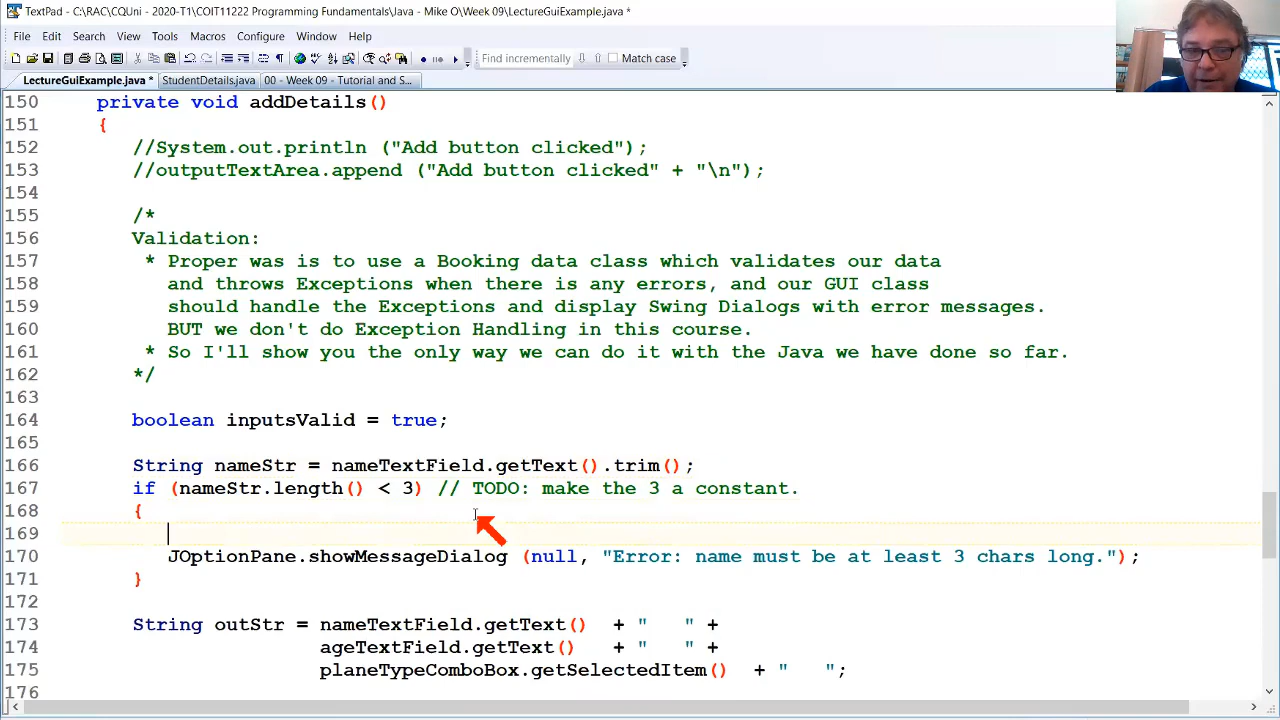 TextPad - C:\RAC\CQUni - 2020-T1\COIT11222 Programming Fundamentals\Java - Mike O\Week 09\LectureGuiExample.java *
File Edit Search View Tools Macros Configure Window Help
Find incrementally Match case
LectureGuiExample.java * StudentDetails.java 00 - Week 09 - Tutorial and S...
150 private void addDetails()
151 {
152 //System.out.println ("Add button clicked");
153 //outputTextArea.append ("Add button clicked" + "\n");
154
155 /*
156 Validation:
157 * Proper was is to use a Booking data class which validates our data
158 and throws Exceptions when there is any errors, and our GUI class
159 should handle the Exceptions and display Swing Dialogs with error messages.
160 BUT we don't do Exception Handling in this course.
161 * So I'll show you the only way we can do it with the Java we have done so far.
162 */
163
164 boolean inputsValid = true;
165
166 String nameStr = nameTextField.getText().trim();
167 if (nameStr.length() < 3) // TODO: make the 3 a constant.
168 {
169
170 JOptionPane.showMessageDialog (null, "Error: name must be at least 3 chars long.");
171 }
172
173 String outStr = nameTextField.getText() + "   " +
174 ageTextField.getText() + "   " +
175 planeTypeComboBox.getSelectedItem() + "   ";
176